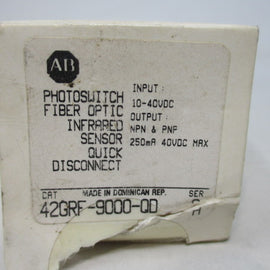 AB
PHOTOSWITCH
FIBER OPTIC
INFRARED
SENSOR
QUICK
DISCONNECT
INPUT:
10-40VDC
OUTPUT:
NPN & PNP
250mA 40VDC MAX
CAT MADE IN DOMINICAN REP. SER
42GRF-9000-QD A